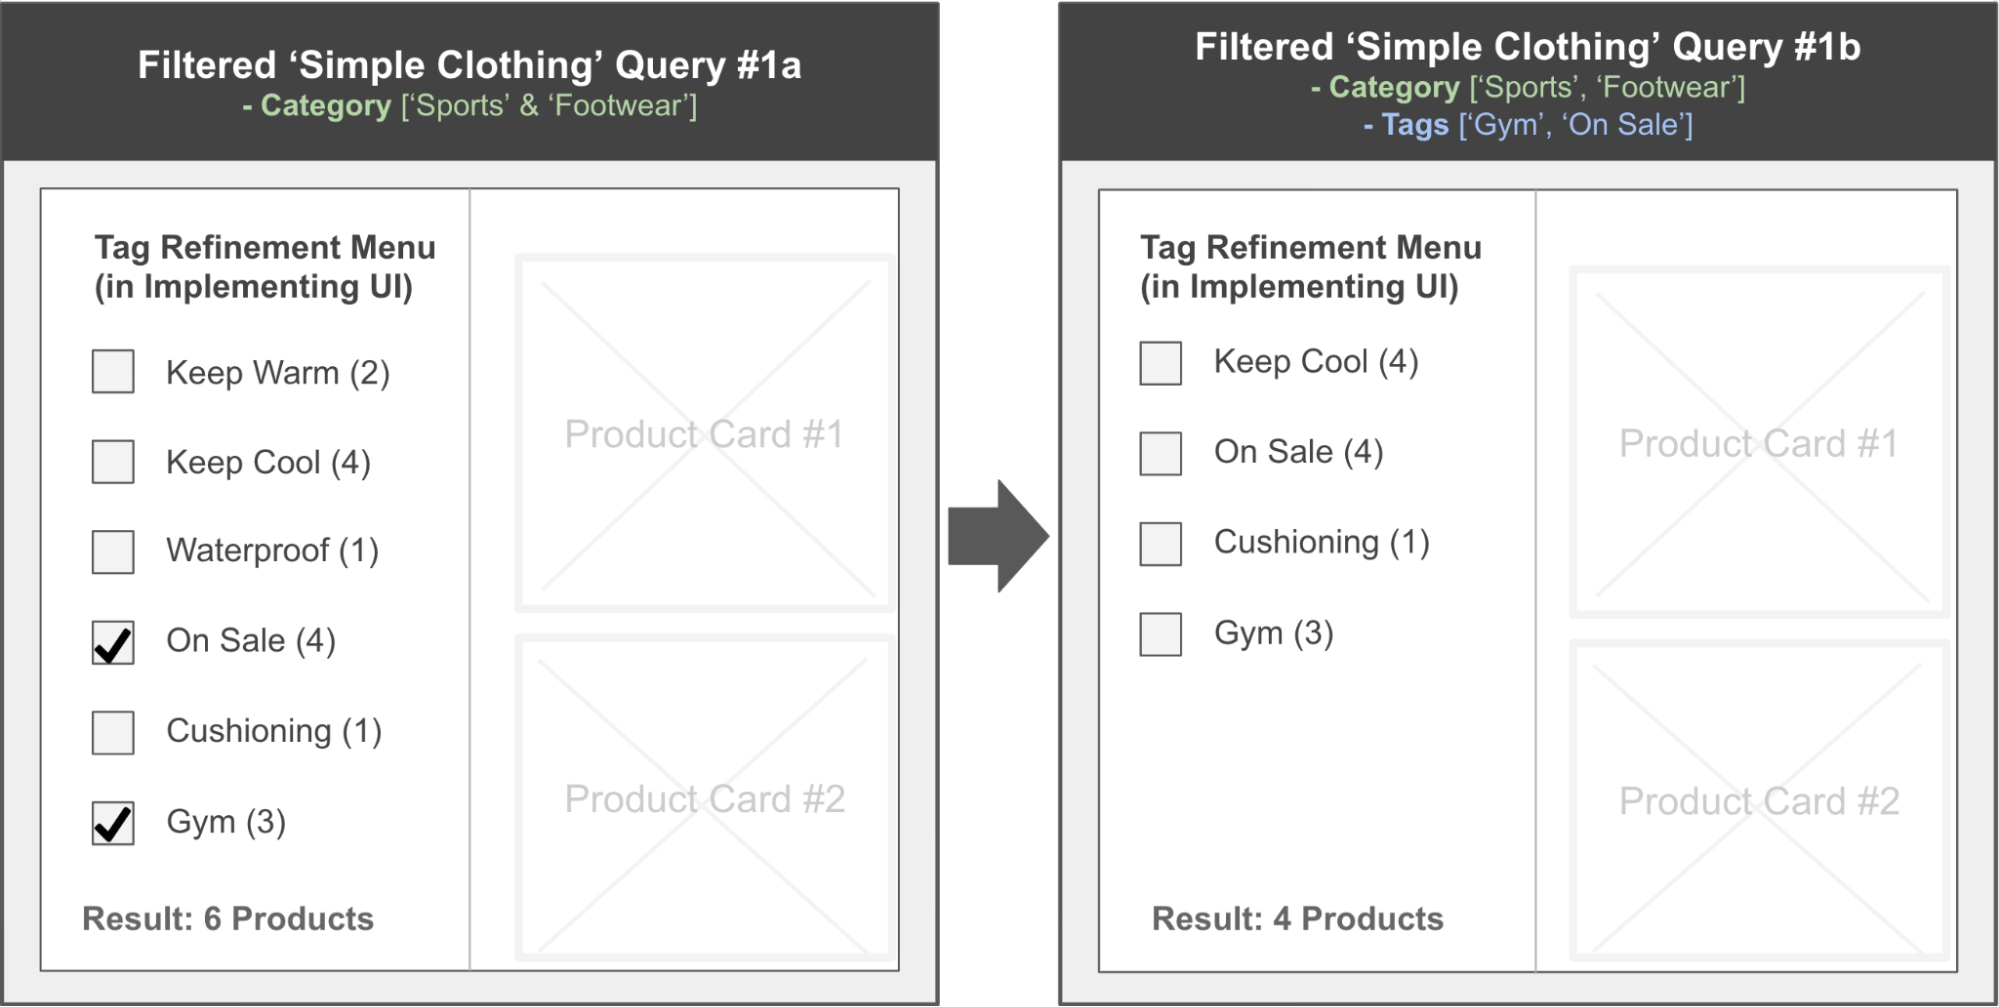 Filtered ‘Simple Clothing’ Query #1a
- Category [‘Sports’ & ‘Footwear’]
Tag Refinement Menu
(in Implementing UI)
Keep Warm (2)
Keep Cool (4)
Waterproof (1)
On Sale (4)
Cushioning (1)
Gym (3)
Result: 6 Products
Product Card #1
Product Card #2
Filtered ‘Simple Clothing’ Query #1b
- Category [‘Sports’, ‘Footwear’]
- Tags [‘Gym’, ‘On Sale’]
Tag Refinement Menu
(in Implementing UI)
Keep Cool (4)
On Sale (4)
Cushioning (1)
Gym (3)
Result: 4 Products
Product Card #1
Product Card #2